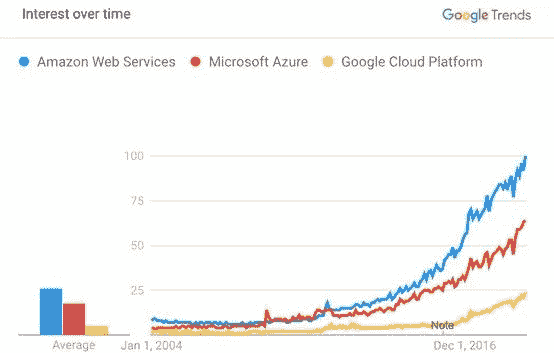 Interest over time
Google Trends
Amazon Web Services
Microsoft Azure
Google Cloud Platform
100
75
50
25
Note
Average
Jan 1, 2004
Dec 1, 2016